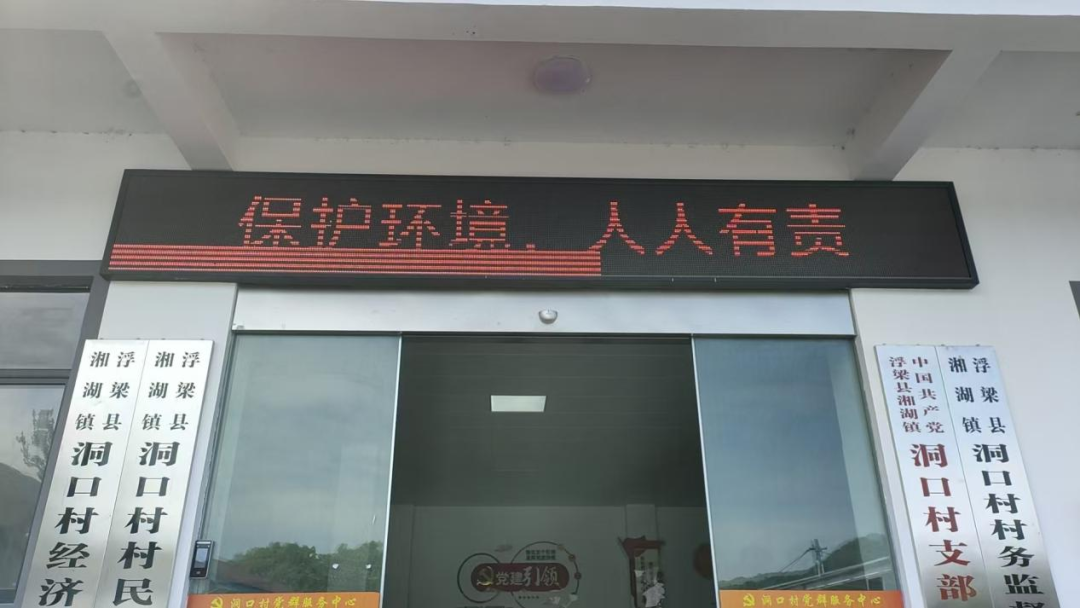 保护环境,人人有责
浮梁县
湘湖镇
洞口村经济
浮梁县
湘湖镇
洞口村村民
中国共产党
浮梁县湘湖镇
洞口村支部
浮梁县
湘湖镇
洞口村村务监督
党建引领
洞口村党群服务中心
洞口村党群服务中心